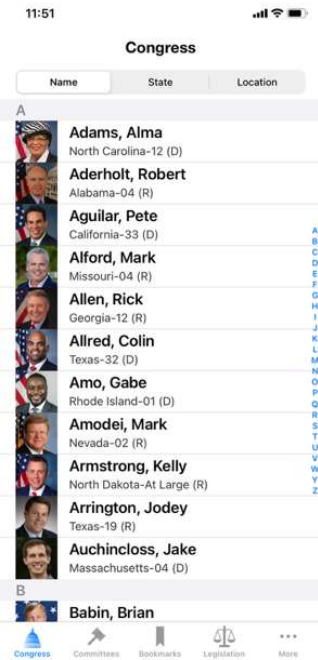 11:51
Congress
Name State Location
A
Adams, Alma
North Carolina-12 (D)
Aderholt, Robert
Alabama-04 (R)
Aguilar, Pete
California-33 (D)
Alford, Mark
Missouri-04 (R)
Allen, Rick
Georgia-12 (R)
Allred, Colin
Texas-32 (D)
Amo, Gabe
Rhode Island-01 (D)
Amodei, Mark
Nevada-02 (R)
Armstrong, Kelly
North Dakota-At Large (R)
Arrington, Jodey
Texas-19 (R)
Auchincloss, Jake
Massachusetts-04 (D)
B
Babin, Brian
A
B
C
D
E
F
G
H
I
J
K
L
M
N
O
P
Q
R
S
T
U
V
W
Y
Z
Congress Committees Bookmarks Legislation More